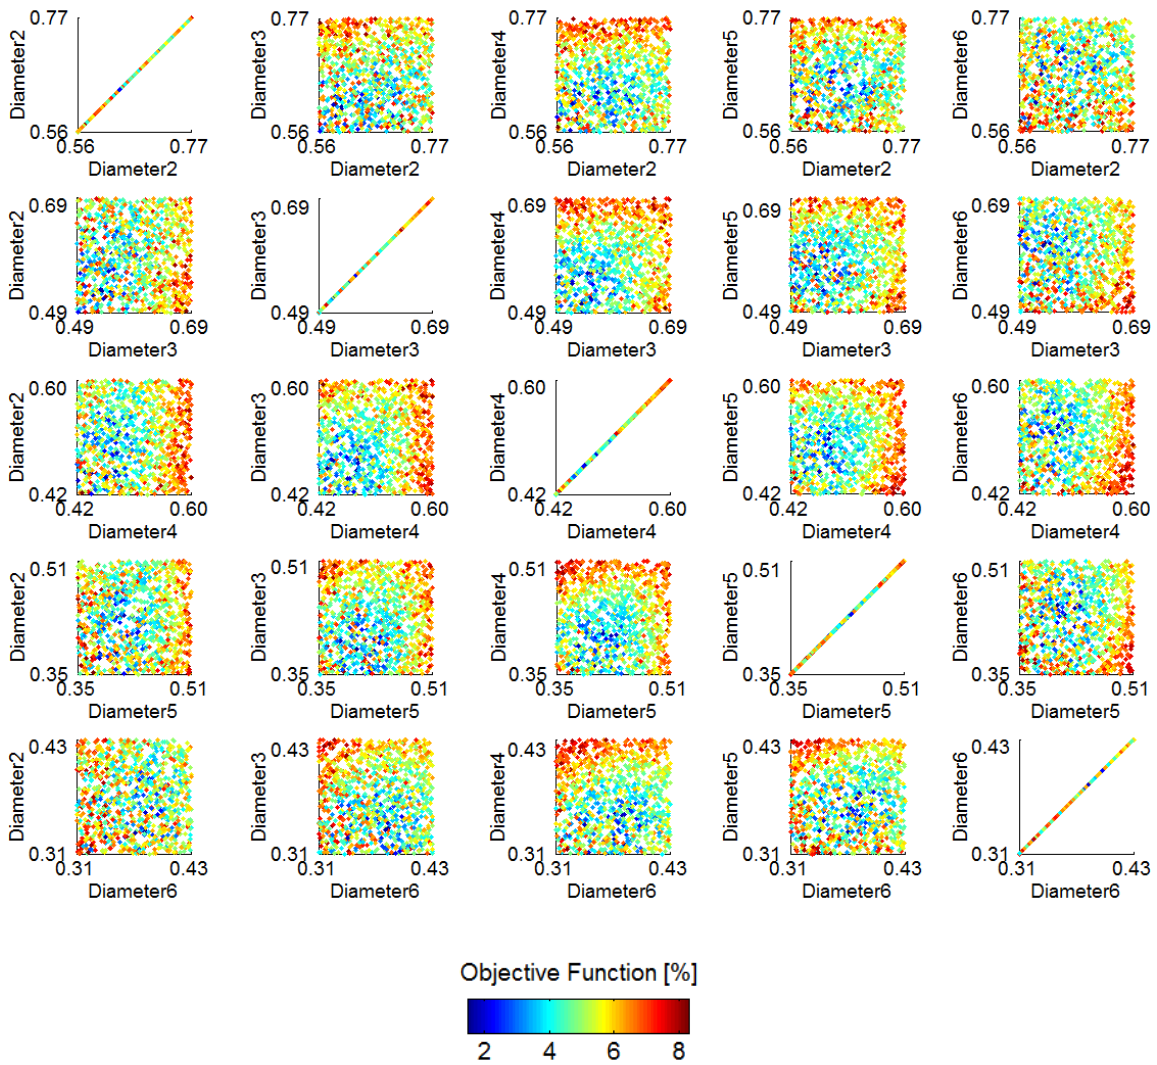 0.77 0.77 0.77 0.77 0.77
Diameter2 Diameter3 Diameter4 Diameter5 Diameter6
0.56 0.56 0.56 0.56 0.56
0.56 0.77 0.56 0.77 0.56 0.77 0.56 0.77 0.56 0.77
Diameter2 Diameter2 Diameter2 Diameter2 Diameter2
0.69 0.69 0.69 0.69 0.69
Diameter2 Diameter3 Diameter4 Diameter5 Diameter6
0.49 0.49 0.49 0.49 0.49
0.49 0.69 0.49 0.69 0.49 0.69 0.49 0.69 0.49 0.69
Diameter3 Diameter3 Diameter3 Diameter3 Diameter3
0.60 0.60 0.60 0.60 0.60
Diameter2 Diameter3 Diameter4 Diameter5 Diameter6
0.42 0.42 0.42 0.42 0.42
0.42 0.60 0.42 0.60 0.42 0.60 0.42 0.60 0.42 0.60
Diameter4 Diameter4 Diameter4 Diameter4 Diameter4
0.51 0.51 0.51 0.51 0.51
Diameter2 Diameter3 Diameter4 Diameter5 Diameter6
0.35 0.35 0.35 0.35 0.35
0.35 0.51 0.35 0.51 0.35 0.51 0.35 0.51 0.35 0.51
Diameter5 Diameter5 Diameter5 Diameter5 Diameter5
0.43 0.43 0.43 0.43 0.43
Diameter2 Diameter3 Diameter4 Diameter5 Diameter6
0.31 0.31 0.31 0.31 0.31
0.31 0.43 0.31 0.43 0.31 0.43 0.31 0.43 0.31 0.43
Diameter6 Diameter6 Diameter6 Diameter6 Diameter6
Objective Function [%]
2 4 6 8